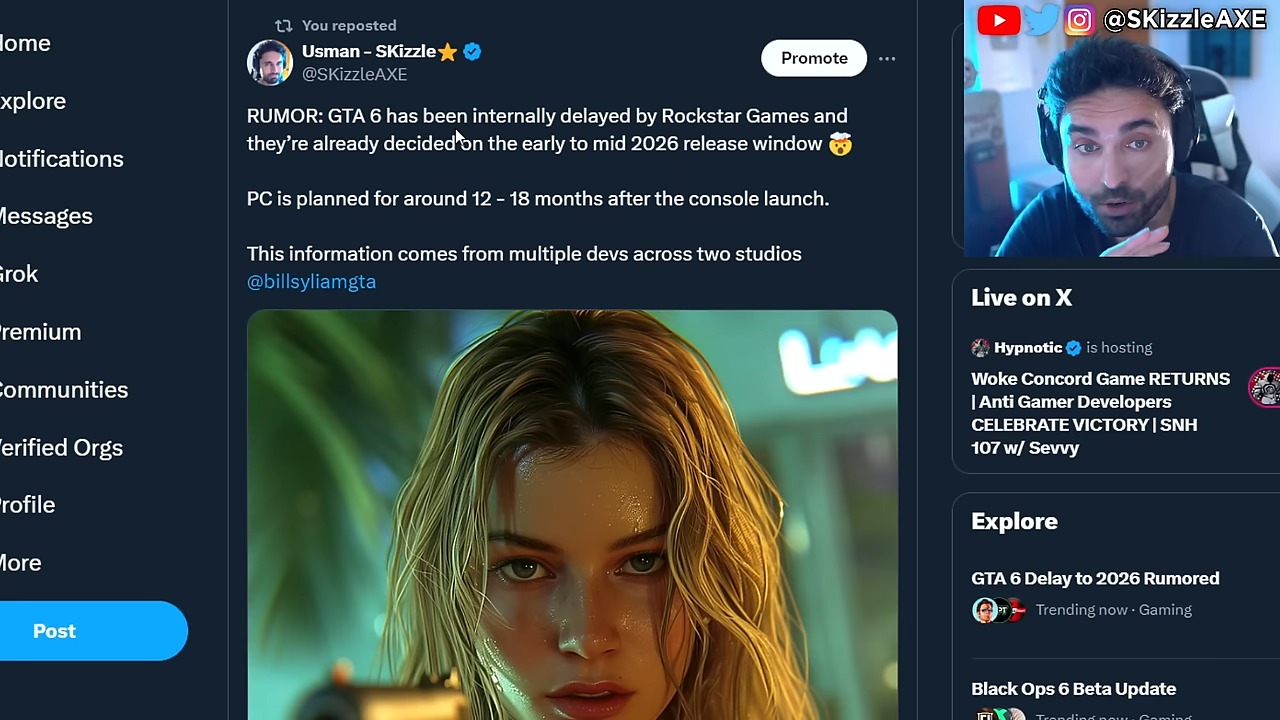 You reposted
Usman – SKizzle
@SKizzleAXE
Promote
RUMOR: GTA 6 has been internally delayed by Rockstar Games and
they're already decided on the early to mid 2026 release window 🤯
PC is planned for around 12 – 18 months after the console launch.
This information comes from multiple devs across two studios
@billsyliamgta
ome
xplore
otifications
essages
rok
remium
ommunities
erified Orgs
rofile
ore
Post
@SKizzleAXE
Live on X
Hypnotic is hosting
Woke Concord Game RETURNS
| Anti Gamer Developers
CELEBRATE VICTORY | SNH
107 w/ Sevvy
Explore
GTA 6 Delay to 2026 Rumored
Trending now · Gaming
Black Ops 6 Beta Update
Trending now · Gaming